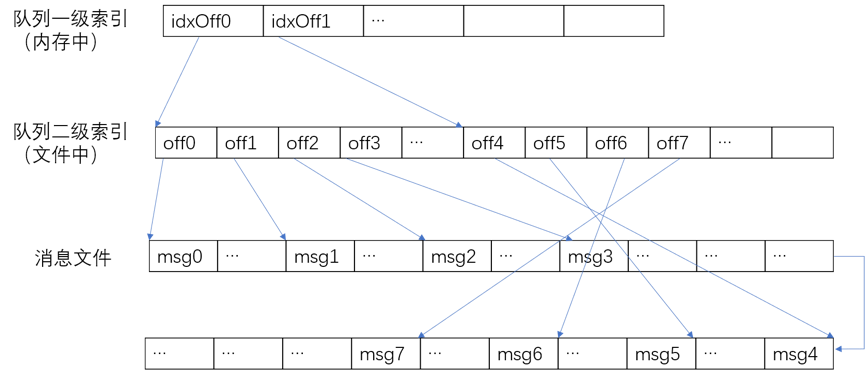 队列一级索引
（内存中）
idxOff0 idxOff1 ...
队列二级索引
（文件中）
off0 off1 off2 off3 ... off4 off5 off6 off7 ...
消息文件
msg0 ... msg1 ... msg2 ... msg3 ... ... ...
... ... ... msg7 ... msg6 ... msg5 ... msg4